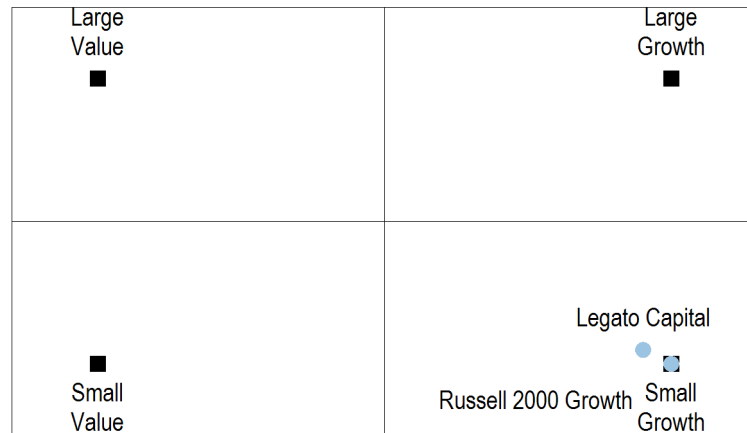 Large
Value
Large
Growth
Legato Capital
Small
Value
Russell 2000 Growth
Small
Growth